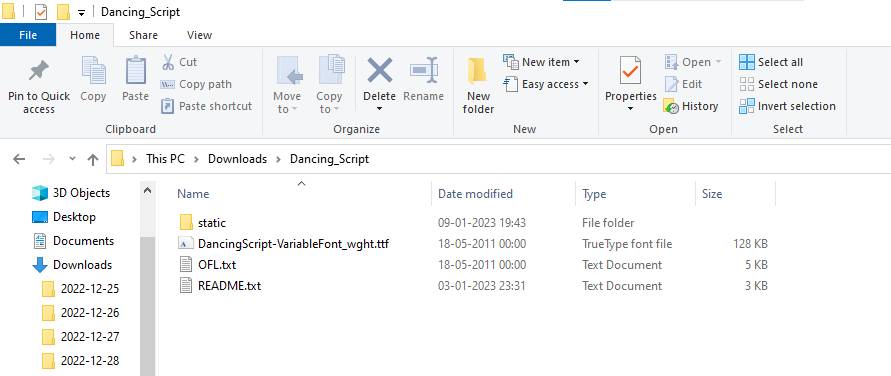 Dancing_Script
File Home Share View
Pin to Quick access
Copy
Paste
Cut
Copy path
Paste shortcut
Clipboard
Move to
Copy to
Delete
Rename
Organize
New folder
New item
Easy access
New
Properties
Open
Edit
History
Open
Select all
Select none
Invert selection
Select
This PC Downloads Dancing_Script
3D Objects
Desktop
Documents
Downloads
2022-12-25
2022-12-26
2022-12-27
2022-12-28
Name Date modified Type Size
static 09-01-2023 19:43 File folder
DancingScript-VariableFont_wght.ttf 18-05-2011 00:00 TrueType font file 128 KB
OFL.txt 18-05-2011 00:00 Text Document 5 KB
README.txt 03-01-2023 23:31 Text Document 3 KB